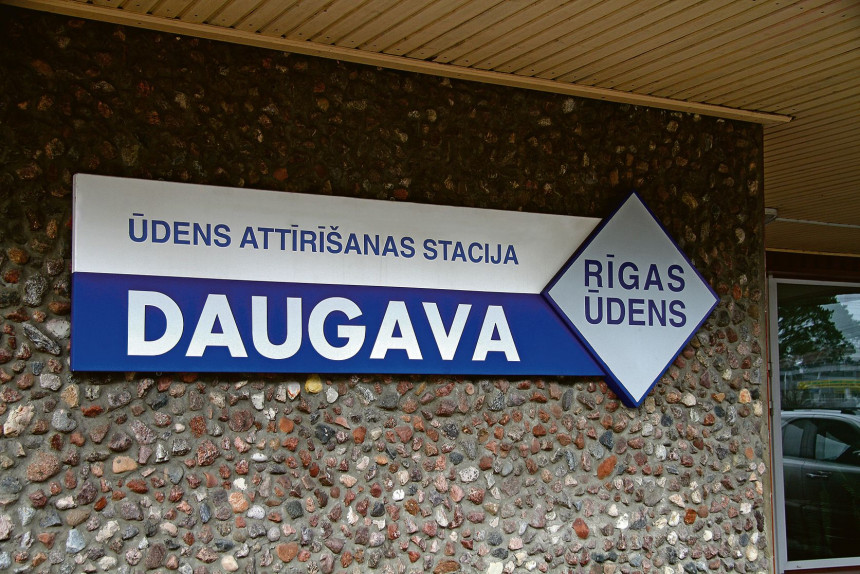 ŪDENS ATTĪRĪŠANAS STACIJA
DAUGAVA
RĪGAS
ŪDENS